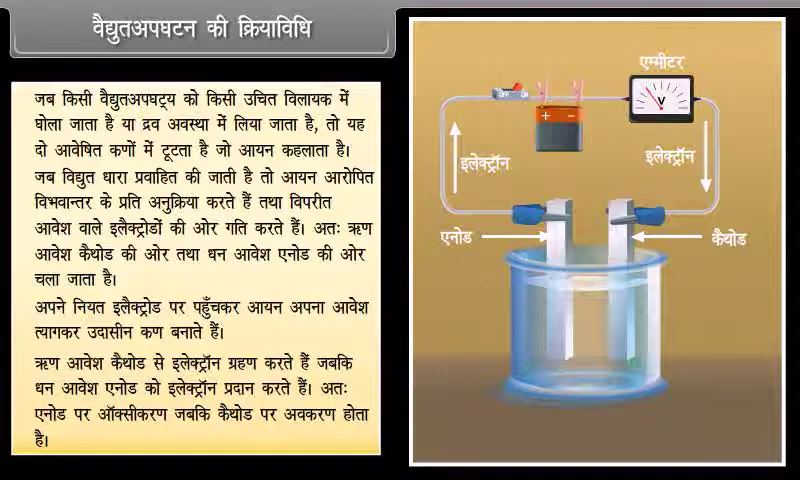 वैद्युतअपघटन की क्रियाविधि
जब किसी वैद्युतअपघट्य को किसी उचित विलायक में
घोला जाता है या द्रव अवस्था में लिया जाता है, तो यह
दो आवेषित कणों में टूटता है जो आयन कहलाता है।
जब विद्युत धारा प्रवाहित की जाती है तो आयन आरोपित
विभवान्तर के प्रति अनुक्रिया करते हैं तथा विपरीत
आवेश वाले इलैक्ट्रोडों की ओर गति करते हैं। अतः ऋण
आवेश कैथोड की ओर तथा धन आवेश एनोड की ओर
चला जाता है।
अपने नियत इलैक्ट्रोड पर पहुँचकर आयन अपना आवेश
त्यागकर उदासीन कण बनाते हैं।
ऋण आवेश कैथोड से इलेक्ट्रॉन ग्रहण करते हैं जबकि
धन आवेश एनोड को इलेक्ट्रॉन प्रदान करते हैं। अतः
एनोड पर ऑक्सीकरण जबकि कैथोड पर अवकरण होता
है।
एम्मीटर
OFF ON
+ −
V
इलेक्ट्रॉन
इलेक्ट्रॉन
एनोड
कैथोड